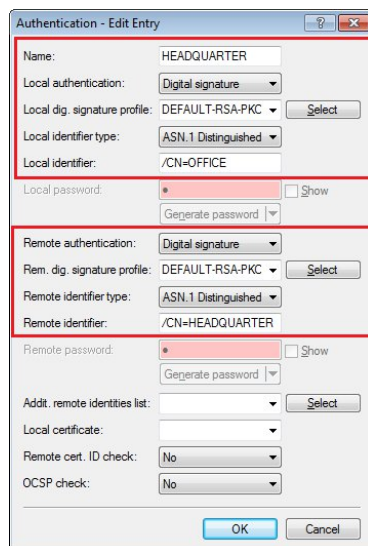 Authentication - Edit Entry
Name: HEADQUARTER
Local authentication: Digital signature
Local dig. signature profile: DEFAULT-RSA-PKC Select
Local identifier type: ASN.1 Distinguished
Local identifier: /CN=OFFICE
Local password: Show
Generate password
Remote authentication: Digital signature
Rem. dig. signature profile: DEFAULT-RSA-PKC Select
Remote identifier type: ASN.1 Distinguished
Remote identifier: /CN=HEADQUARTER
Remote password: Show
Generate password
Addit. remote identities list: Select
Local certificate:
Remote cert. ID check: No
OCSP check: No
OK Cancel